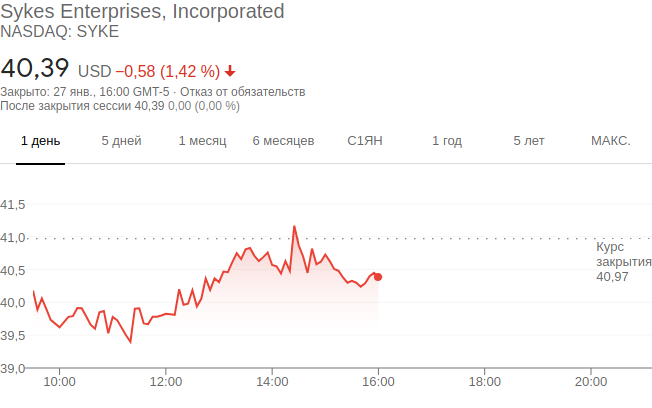 Sykes Enterprises, Incorporated
NASDAQ: SYKE
40,39 USD −0,58 (1,42 %)
Закрыто: 27 янв., 16:00 GMT-5 · Отказ от обязательств
После закрытия сессии 40,39 0,00 (0,00 %)
1 день 5 дней 1 месяц 6 месяцев С1ЯН 1 год 5 лет МАКС.
41,5
41,0
Курс
закрытия
40,97
40,5
40,0
39,5
39,0
10:00 12:00 14:00 16:00 18:00 20:00